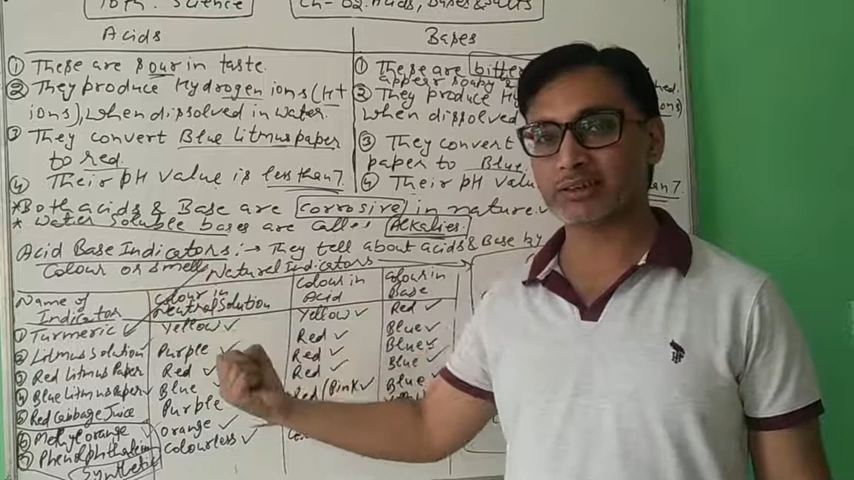 10th. Science
Ch- 02. Acids, Bases & Salts
Acids
Bases
① These are sour in taste.
② They produce Hydrogen ions (H+
ions), when dissolved in water.
③ They convert Blue litmus paper
to red.
④ Their pH value is less than 7.
① These are bitter
appear soapy &
② They produce
when dissolved
③ They convert
paper to Blue
④ Their pH value than 7.
*Both acids & Base are corrosive in nature.
* Water soluble bases are called Alkalies.
Acid Base Indicators :→ They tell about acids & Base by
Colour or smell
Natural Indicators
Name of Indicator
Colour in Neutral Solution
Colour in Acid
Colour in Base
① Turmeric Yellow ✓ Yellow ✓ Red ✓
② Litmus Solution Purple Red ✓ Blue ✓
③ Red Litmus Paper Red ✓ Red ✓ Blue ✓
④ Blue Litmus Paper Blue ✓ Red ✓ Blue ✓
⑤ Red Cabbage Juice Purple Red / Pink ✓ Blue
⑥ Methyl orange Orange ✓
⑦ Phenolphthalein Colourless ✓
Synthetic